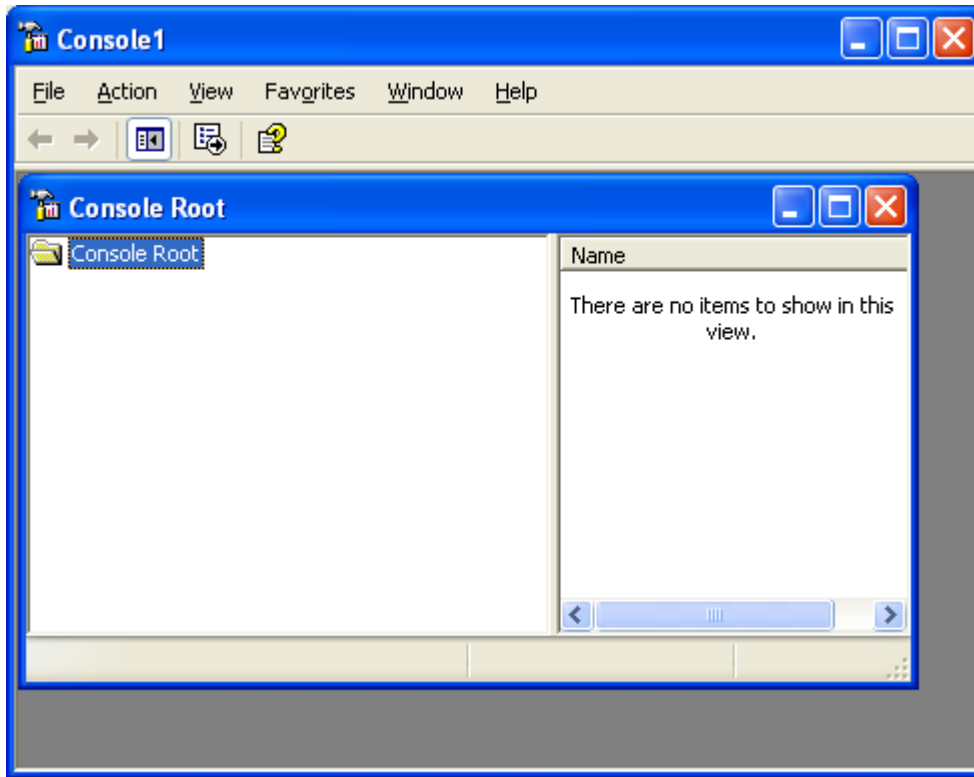 Console1
File Action View Favorites Window Help
Console Root
Console Root
Name
There are no items to show in this
view.